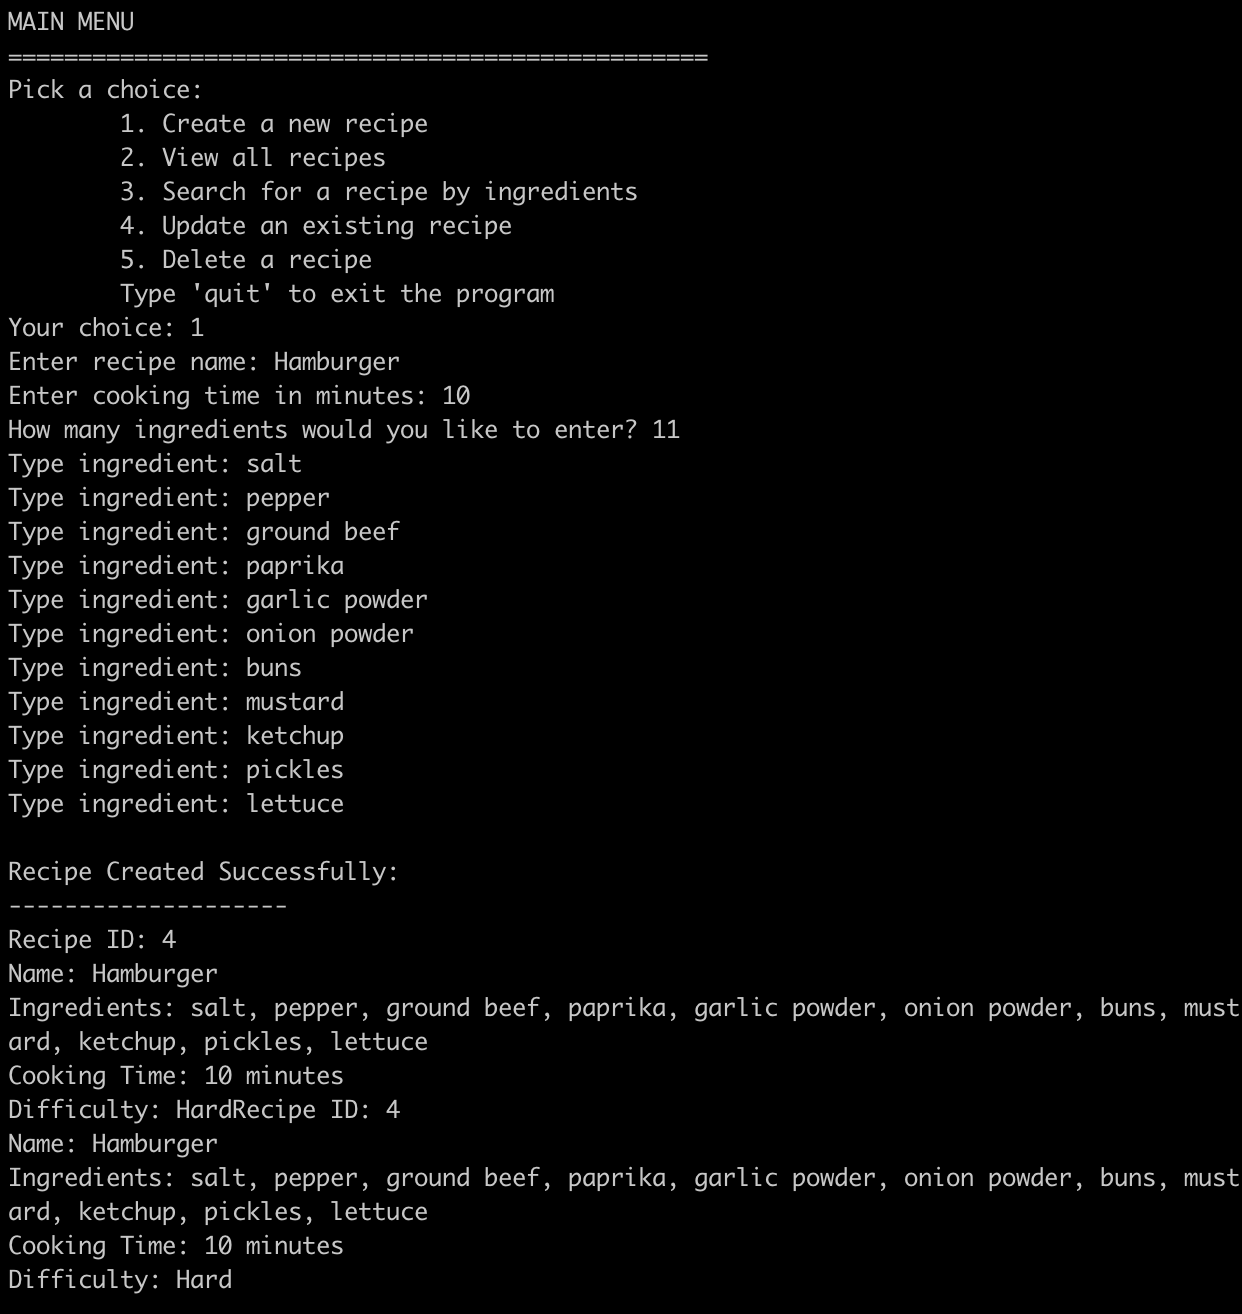 MAIN MENU
==================================================
Pick a choice:
        1. Create a new recipe
        2. View all recipes
        3. Search for a recipe by ingredients
        4. Update an existing recipe
        5. Delete a recipe
        Type 'quit' to exit the program
Your choice: 1
Enter recipe name: Hamburger
Enter cooking time in minutes: 10
How many ingredients would you like to enter? 11
Type ingredient: salt
Type ingredient: pepper
Type ingredient: ground beef
Type ingredient: paprika
Type ingredient: garlic powder
Type ingredient: onion powder
Type ingredient: buns
Type ingredient: mustard
Type ingredient: ketchup
Type ingredient: pickles
Type ingredient: lettuce

Recipe Created Successfully:
--------------------
Recipe ID: 4
Name: Hamburger
Ingredients: salt, pepper, ground beef, paprika, garlic powder, onion powder, buns, must
ard, ketchup, pickles, lettuce
Cooking Time: 10 minutes
Difficulty: HardRecipe ID: 4
Name: Hamburger
Ingredients: salt, pepper, ground beef, paprika, garlic powder, onion powder, buns, must
ard, ketchup, pickles, lettuce
Cooking Time: 10 minutes
Difficulty: Hard